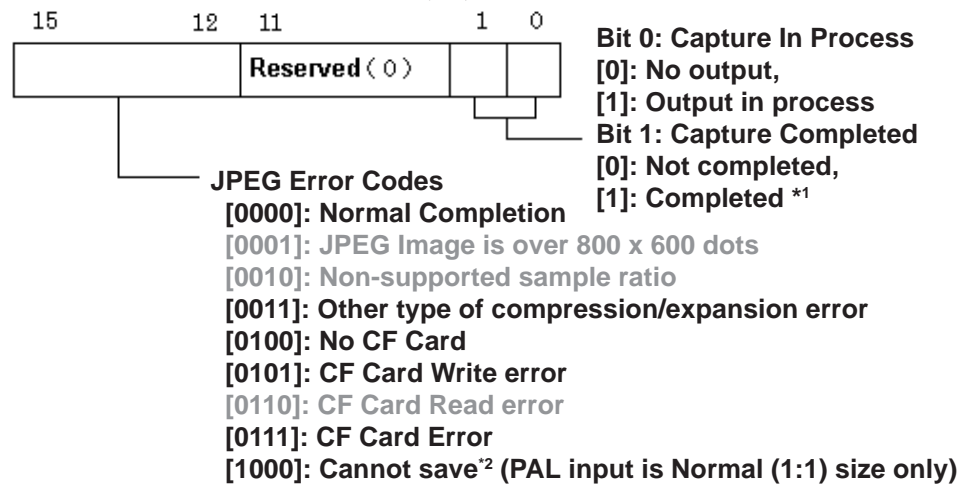 15 12 11 1 0
Reserved (0)
Bit 0: Capture In Process
[0]: No output,
[1]: Output in process
Bit 1: Capture Completed
[0]: Not completed,
[1]: Completed *1
JPEG Error Codes
[0000]: Normal Completion
[0001]: JPEG Image is over 800 x 600 dots
[0010]: Non-supported sample ratio
[0011]: Other type of compression/expansion error
[0100]: No CF Card
[0101]: CF Card Write error
[0110]: CF Card Read error
[0111]: CF Card Error
[1000]: Cannot save*2 (PAL input is Normal (1:1) size only)